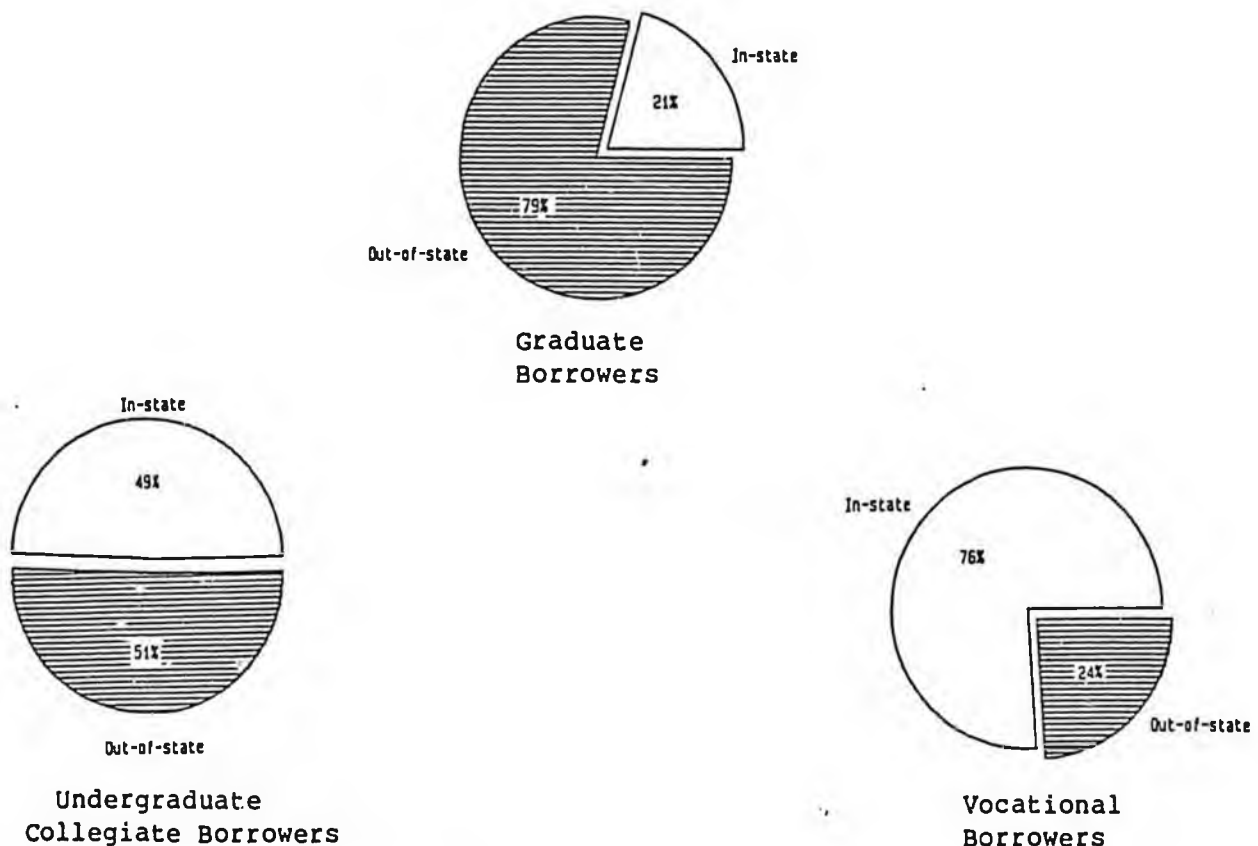 In-state
21%
79%
Out-of-state
Graduate
Borrowers
In-state
49%
51%
Out-of-state
Undergraduate
Collegiate Borrowers
In-state
76%
24%
Out-of-state
Vocational
Borrowers